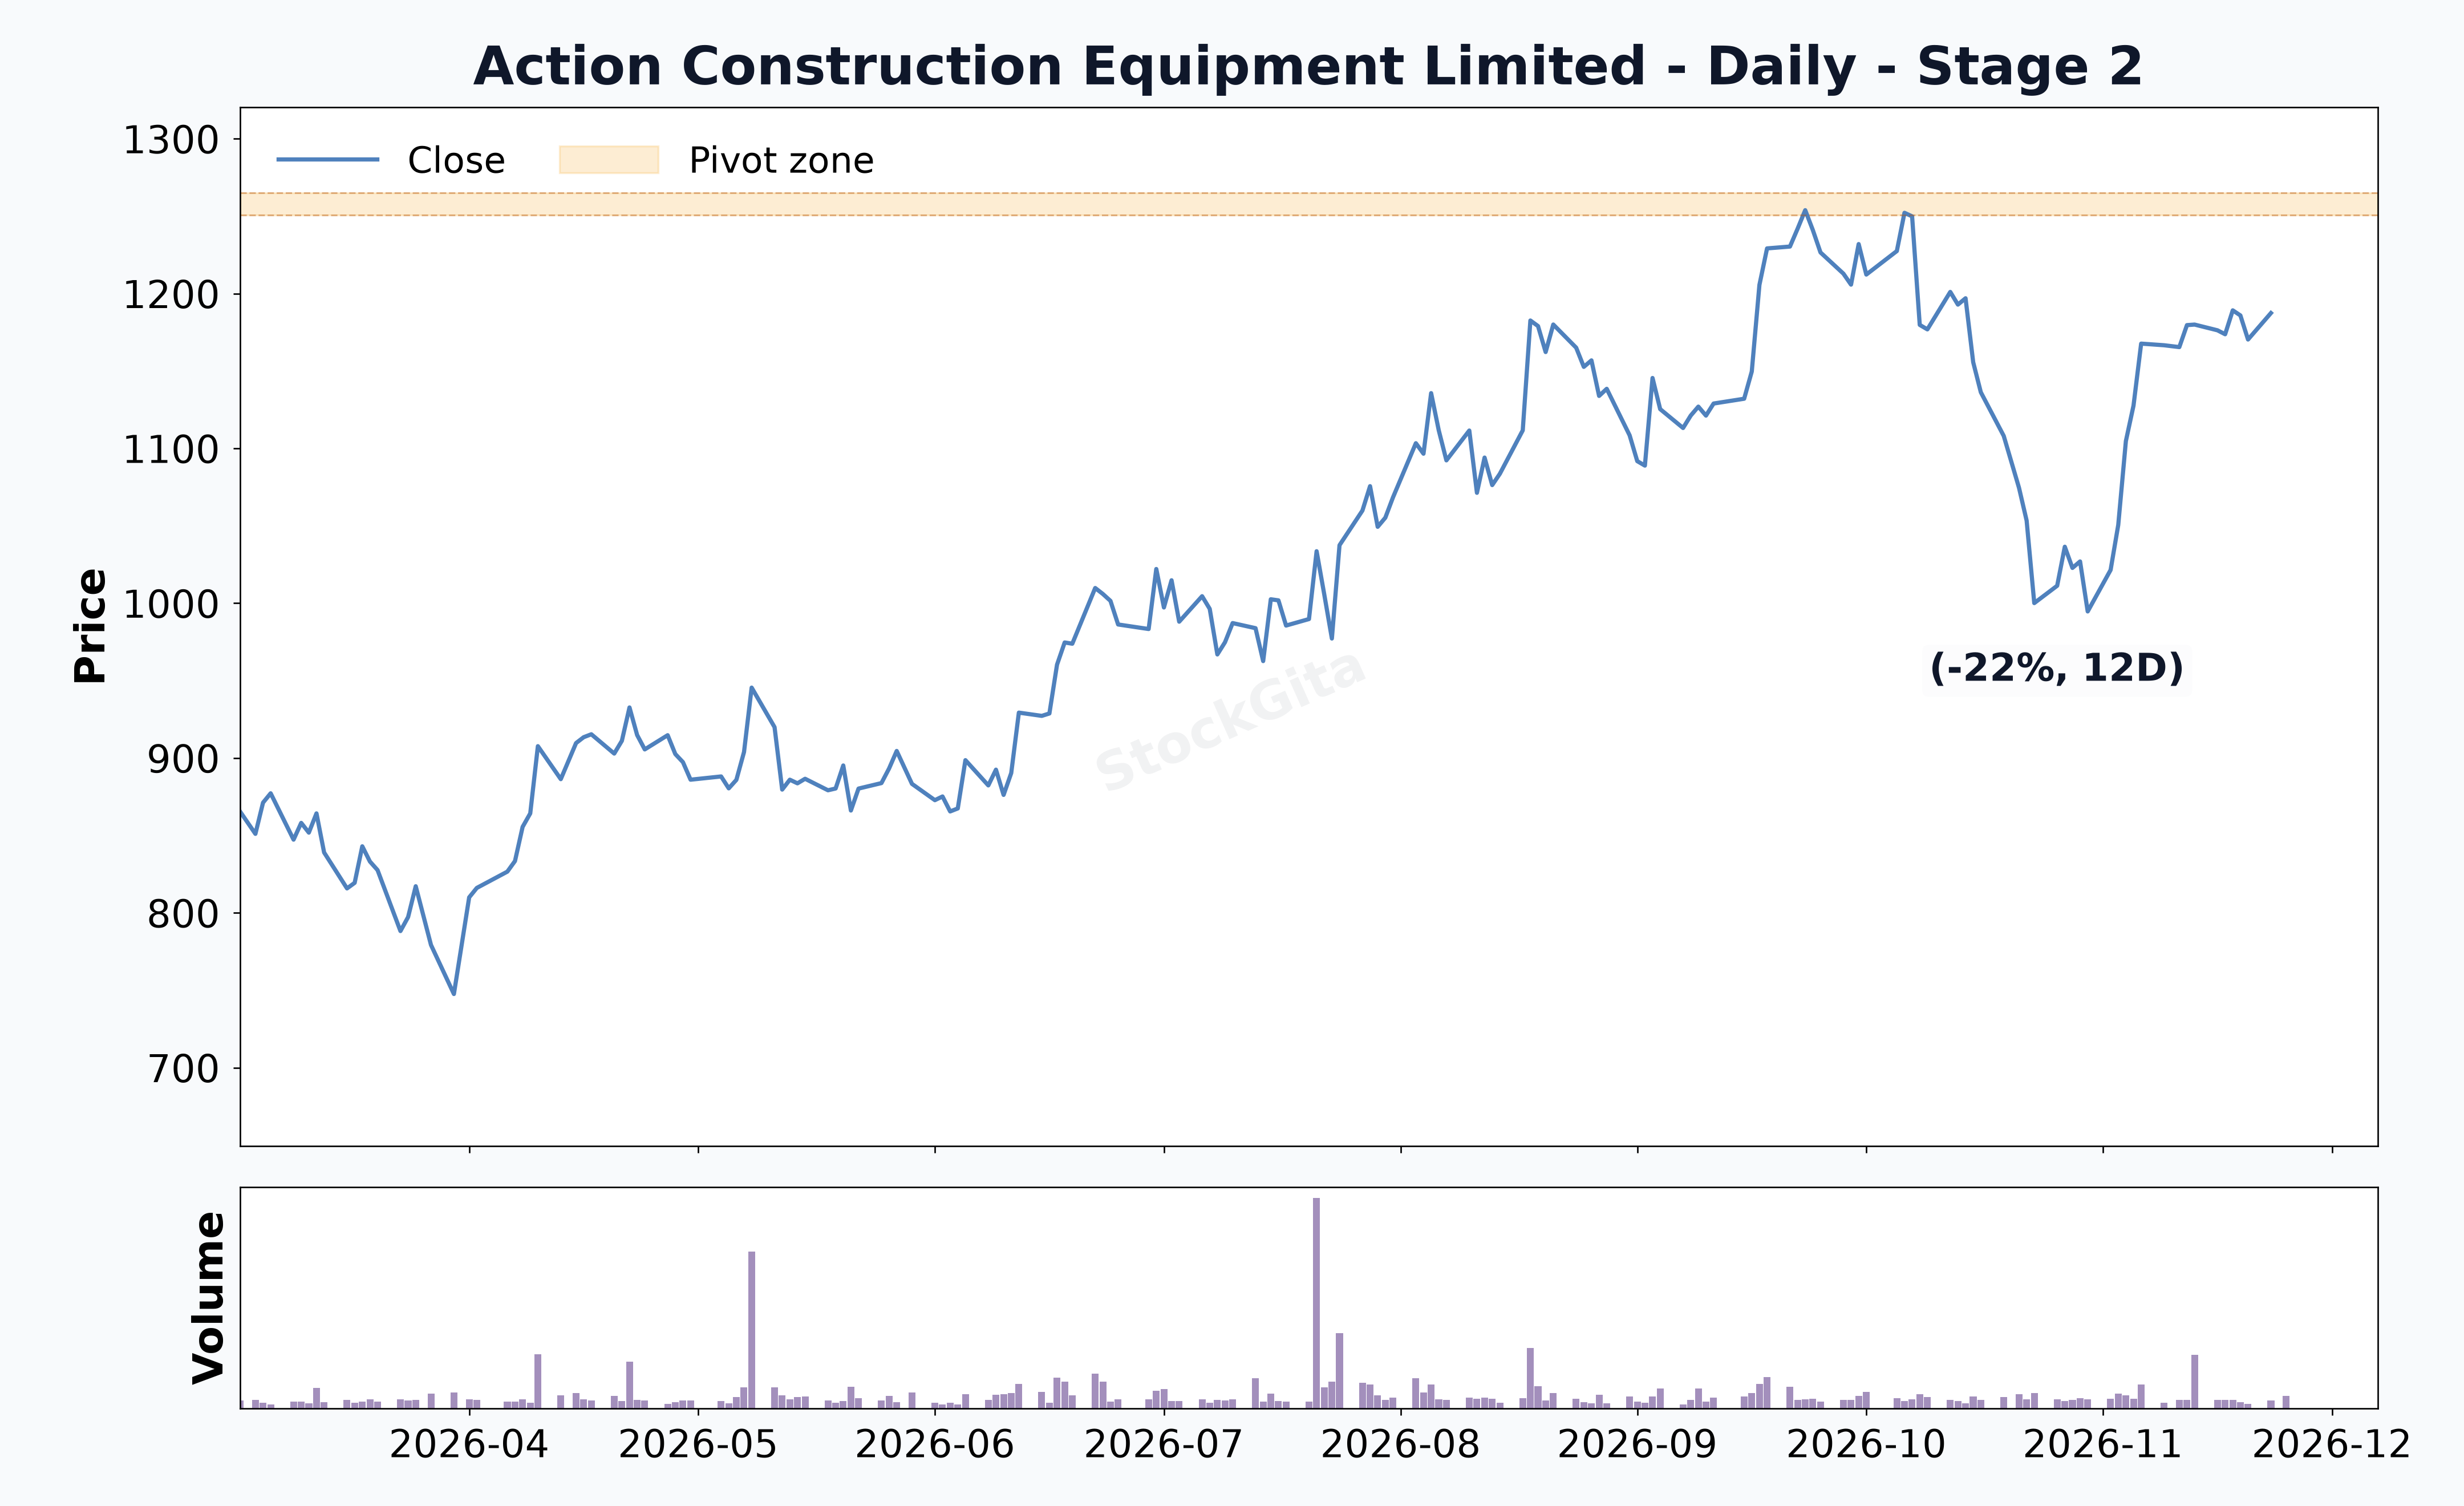 Action Construction Equipment Limited - Daily - Stage 2
Close
Pivot zone
Price
1300
1200
1100
1000
900
800
700
StockGita
(-22%, 12D)
Volume
2026-04
2026-05
2026-06
2026-07
2026-08
2026-09
2026-10
2026-11
2026-12